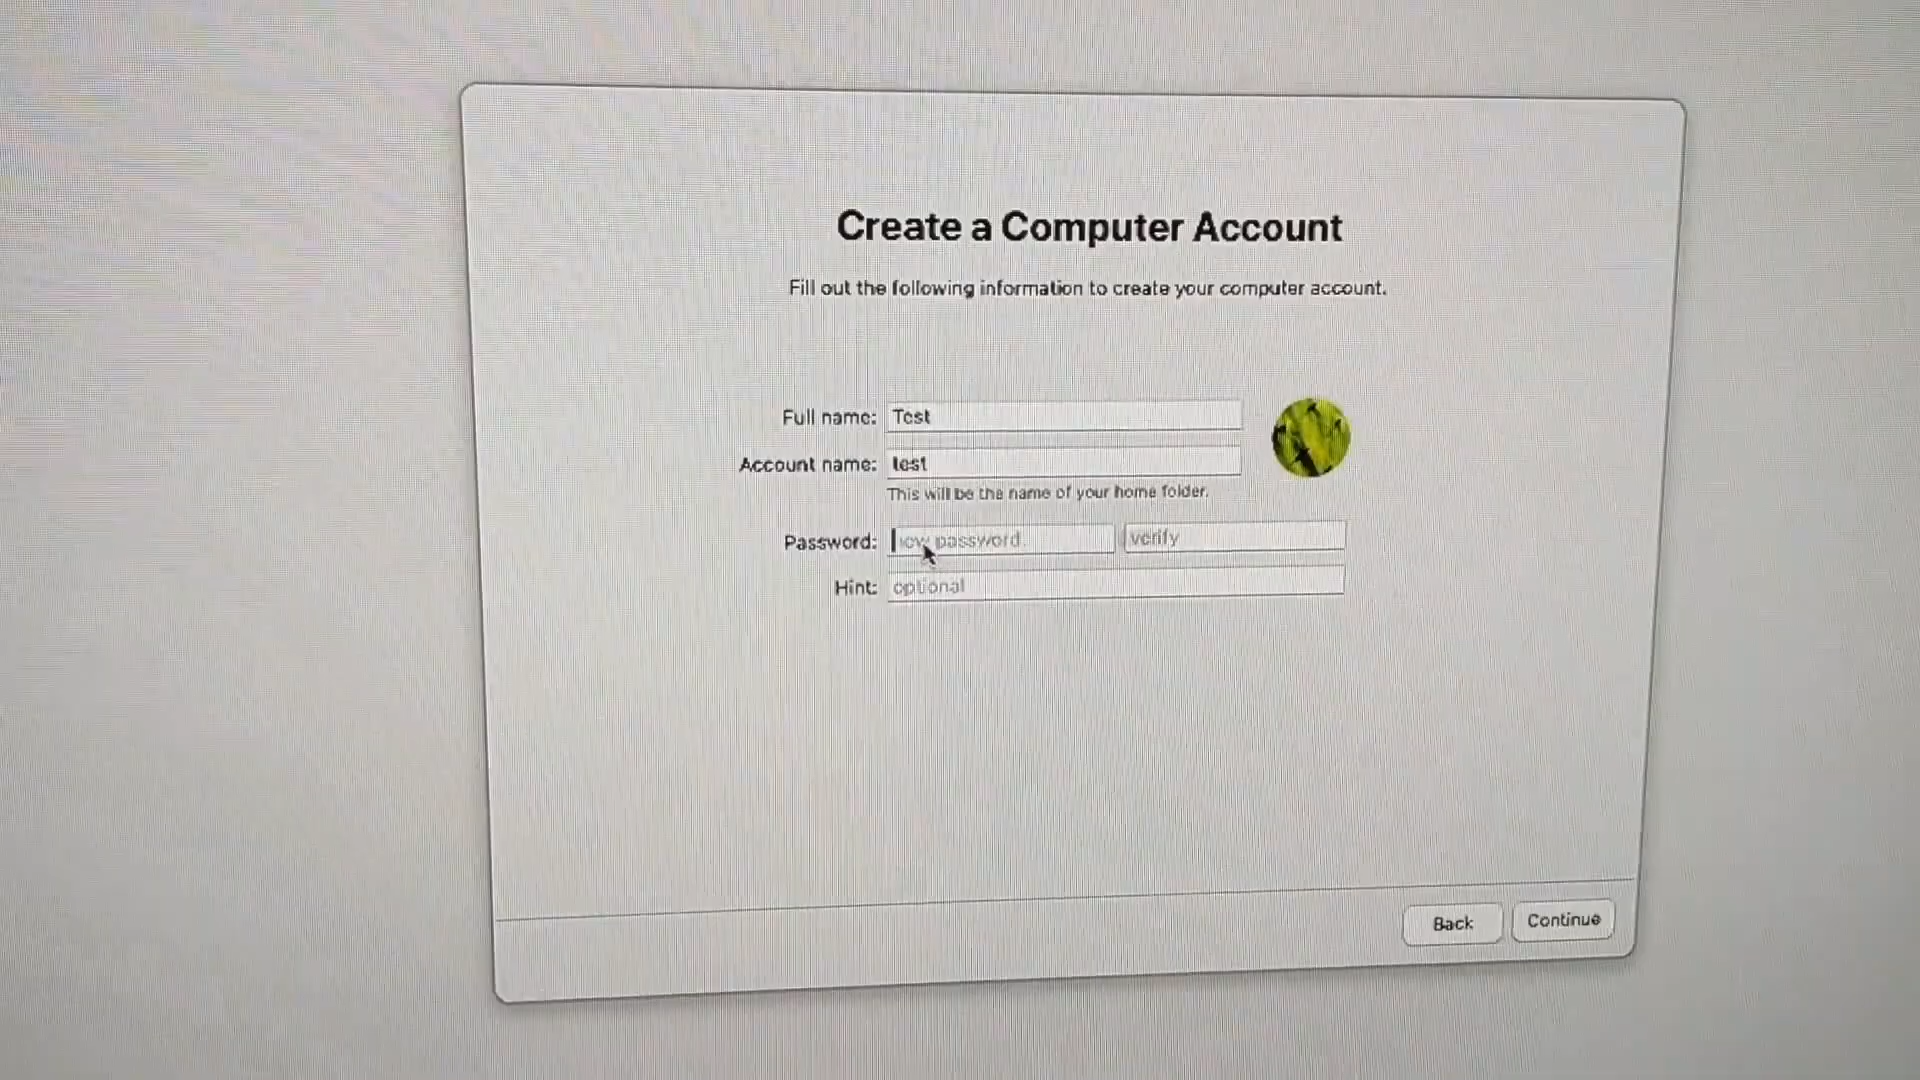 Create a Computer Account
Fill out the following information to create your computer account.
Full name: Test
Account name: test
This will be the name of your home folder.
Password: new password verify
Hint: optional
Back Continue